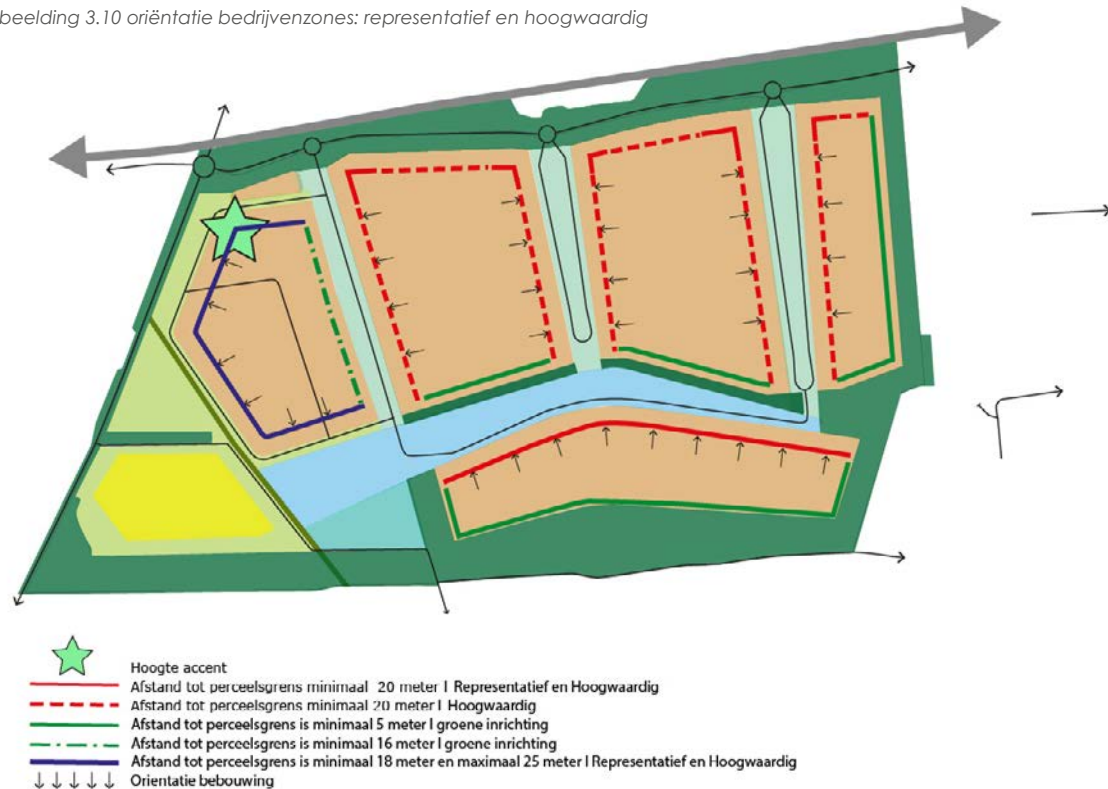 beelding 3.10 oriëntatie bedrijvenzones: representatief en hoogwaardig
Hoogte accent
Afstand tot perceelsgrens minimaal 20 meter I Representatief en Hoogwaardig
Afstand tot perceelsgrens minimaal 20 meter I Hoogwaardig
Afstand tot perceelsgrens is minimaal 5 meter I groene inrichting
Afstand tot perceelsgrens is minimaal 16 meter I groene inrichting
Afstand tot perceelsgrens is minimaal 18 meter en maximaal 25 meter I Representatief en Hoogwaardig
Orientatie bebouwing